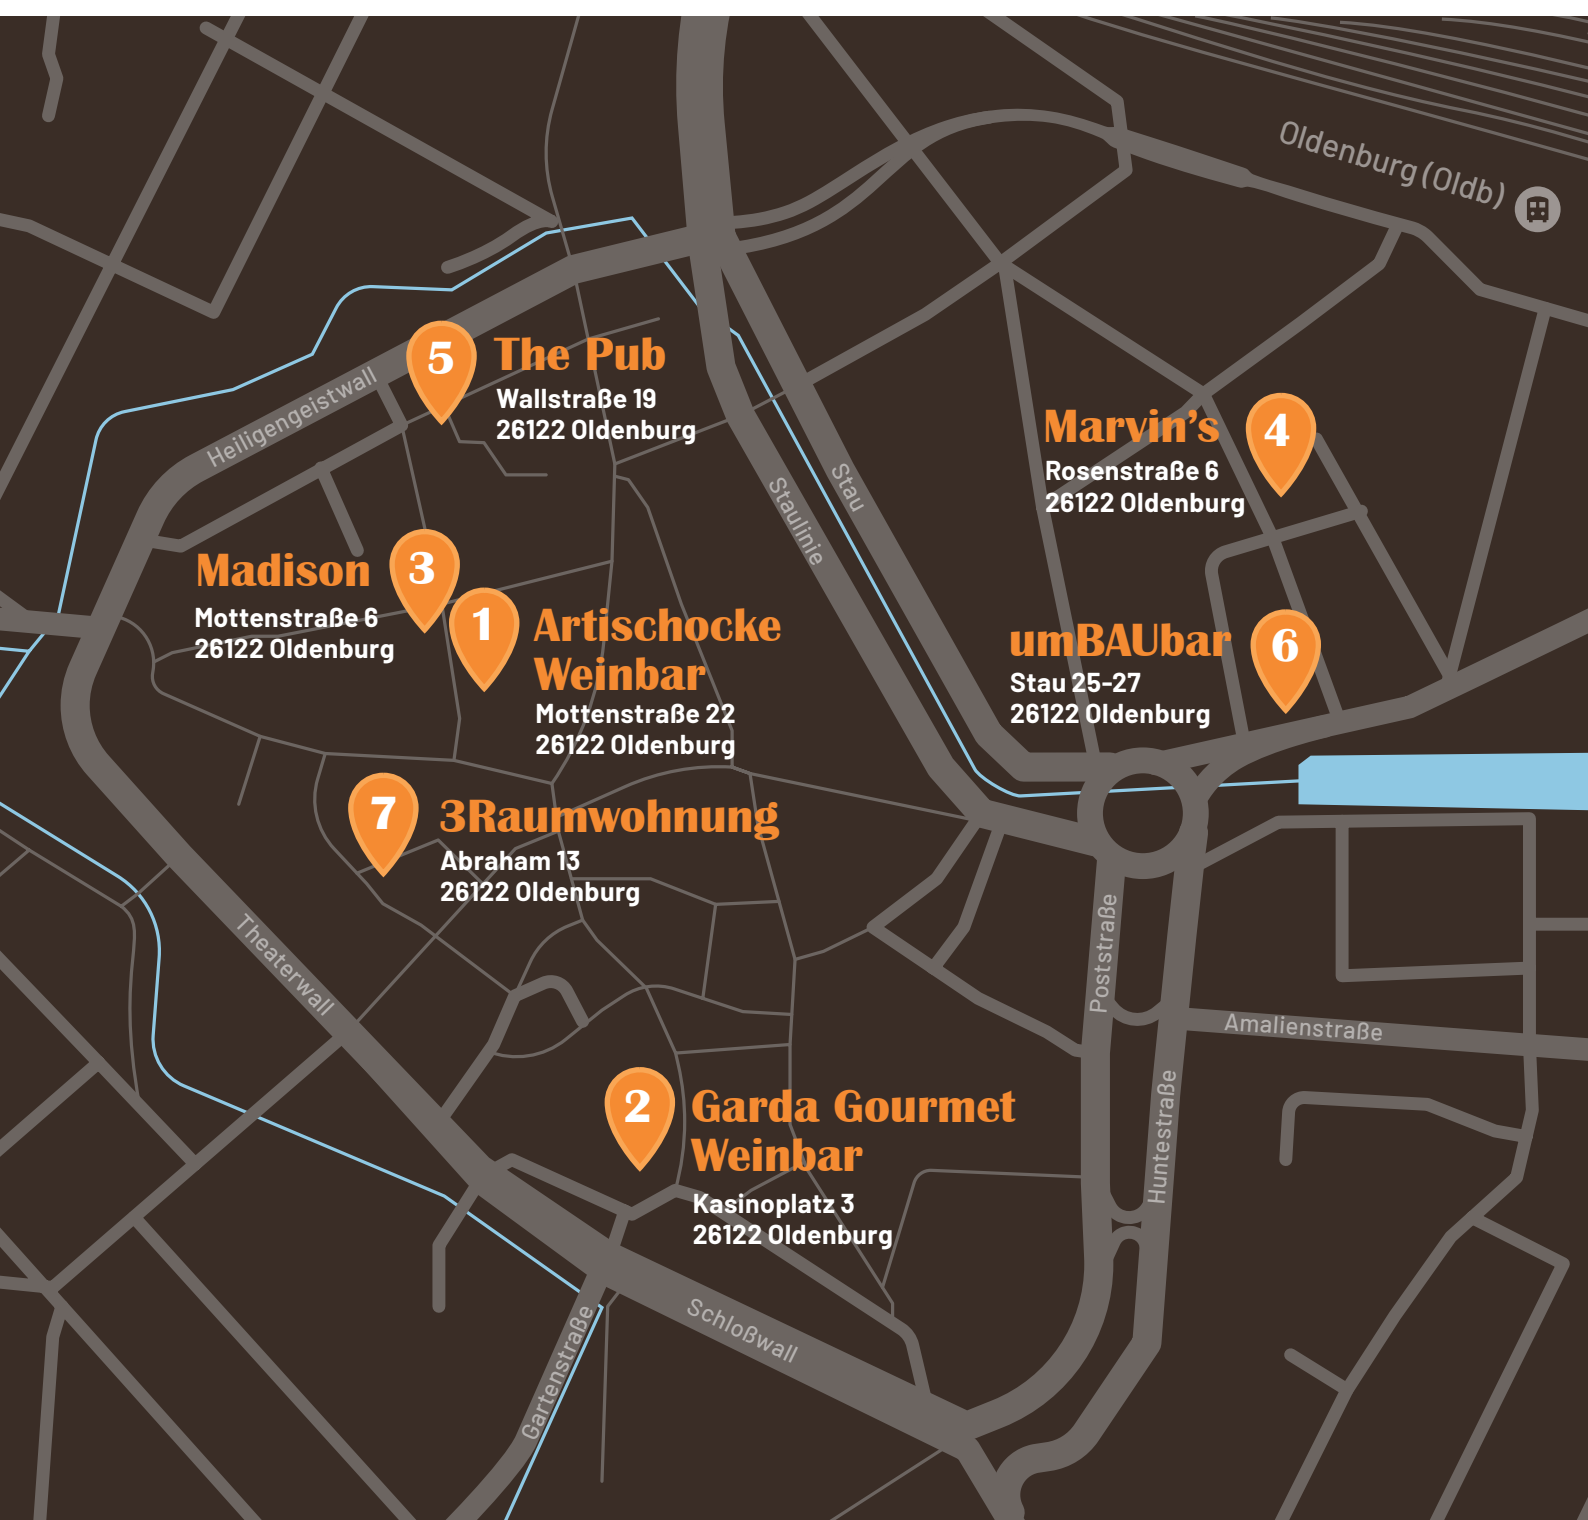 Oldenburg (Oldb)
5
The Pub
Wallstraße 19
26122 Oldenburg
Heiligengeistwall
Marvin's
4
Rosenstraße 6
26122 Oldenburg
Stau
Staulinie
Madison
3
Mottenstraße 6
26122 Oldenburg
1
Artischocke
Weinbar
Mottenstraße 22
26122 Oldenburg
umBAUbar
6
Stau 25-27
26122 Oldenburg
7
3Raumwohnung
Abraham 13
26122 Oldenburg
Theaterwall
Poststraße
Amalienstraße
Huntestraße
2
Garda Gourmet
Weinbar
Kasinoplatz 3
26122 Oldenburg
Schloßwall
Gartenstraße